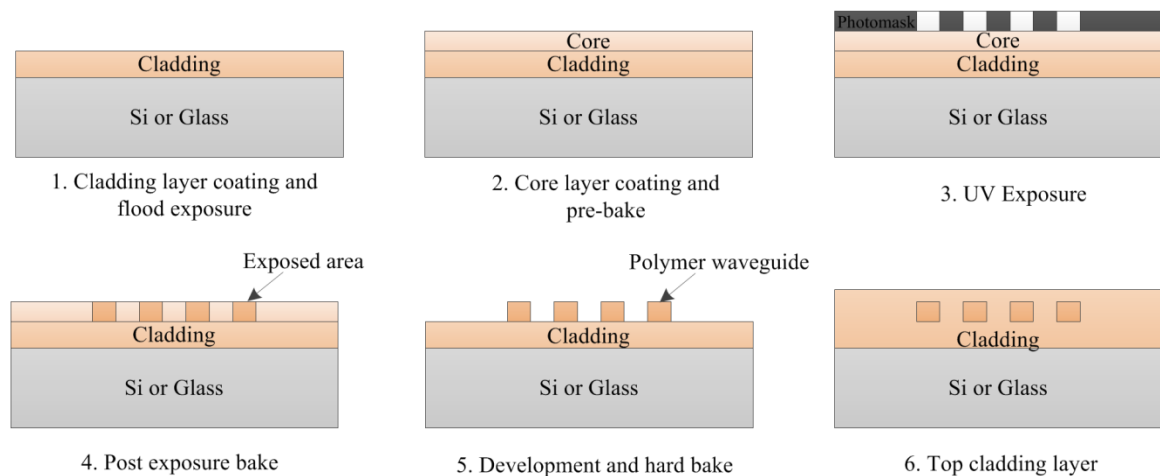 Cladding
Si or Glass
1. Cladding layer coating and
flood exposure
Core
Cladding
Si or Glass
2. Core layer coating and
pre-bake
Photomask
Core
Cladding
Si or Glass
3. UV Exposure
Exposed area
Cladding
Si or Glass
4. Post exposure bake
Polymer waveguide
Cladding
Si or Glass
5. Development and hard bake
Cladding
Si or Glass
6. Top cladding layer